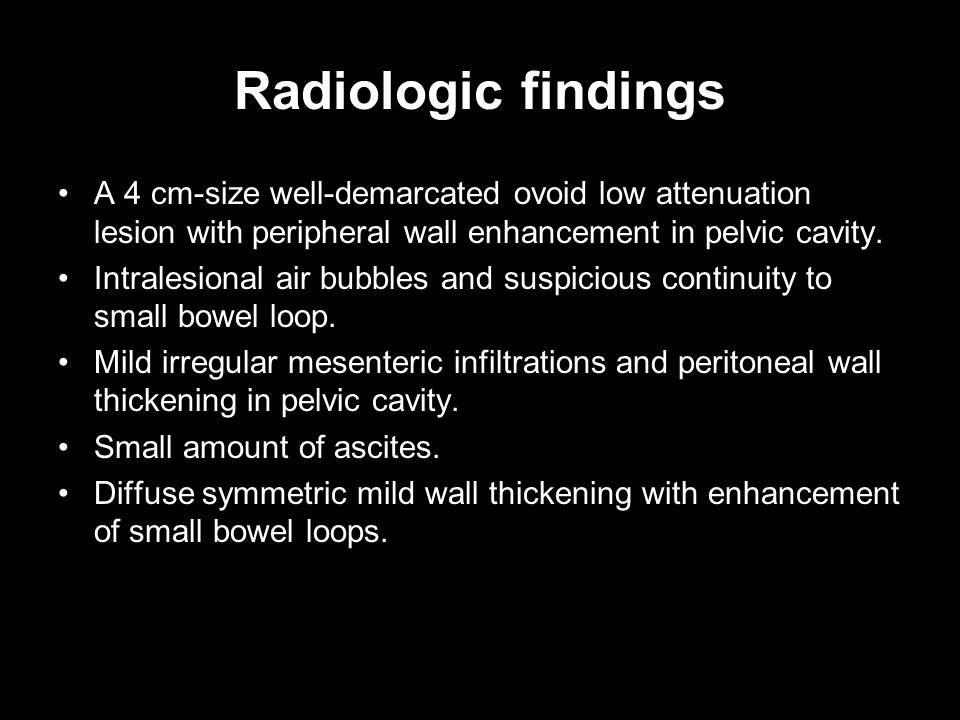 Radiologic findings
• A 4 cm-size well-demarcated ovoid low attenuation
lesion with peripheral wall enhancement in pelvic cavity.
• Intralesional air bubbles and suspicious continuity to
small bowel loop.
• Mild irregular mesenteric infiltrations and peritoneal wall
thickening in pelvic cavity.
• Small amount of ascites.
• Diffuse symmetric mild wall thickening with enhancement
of small bowel loops.